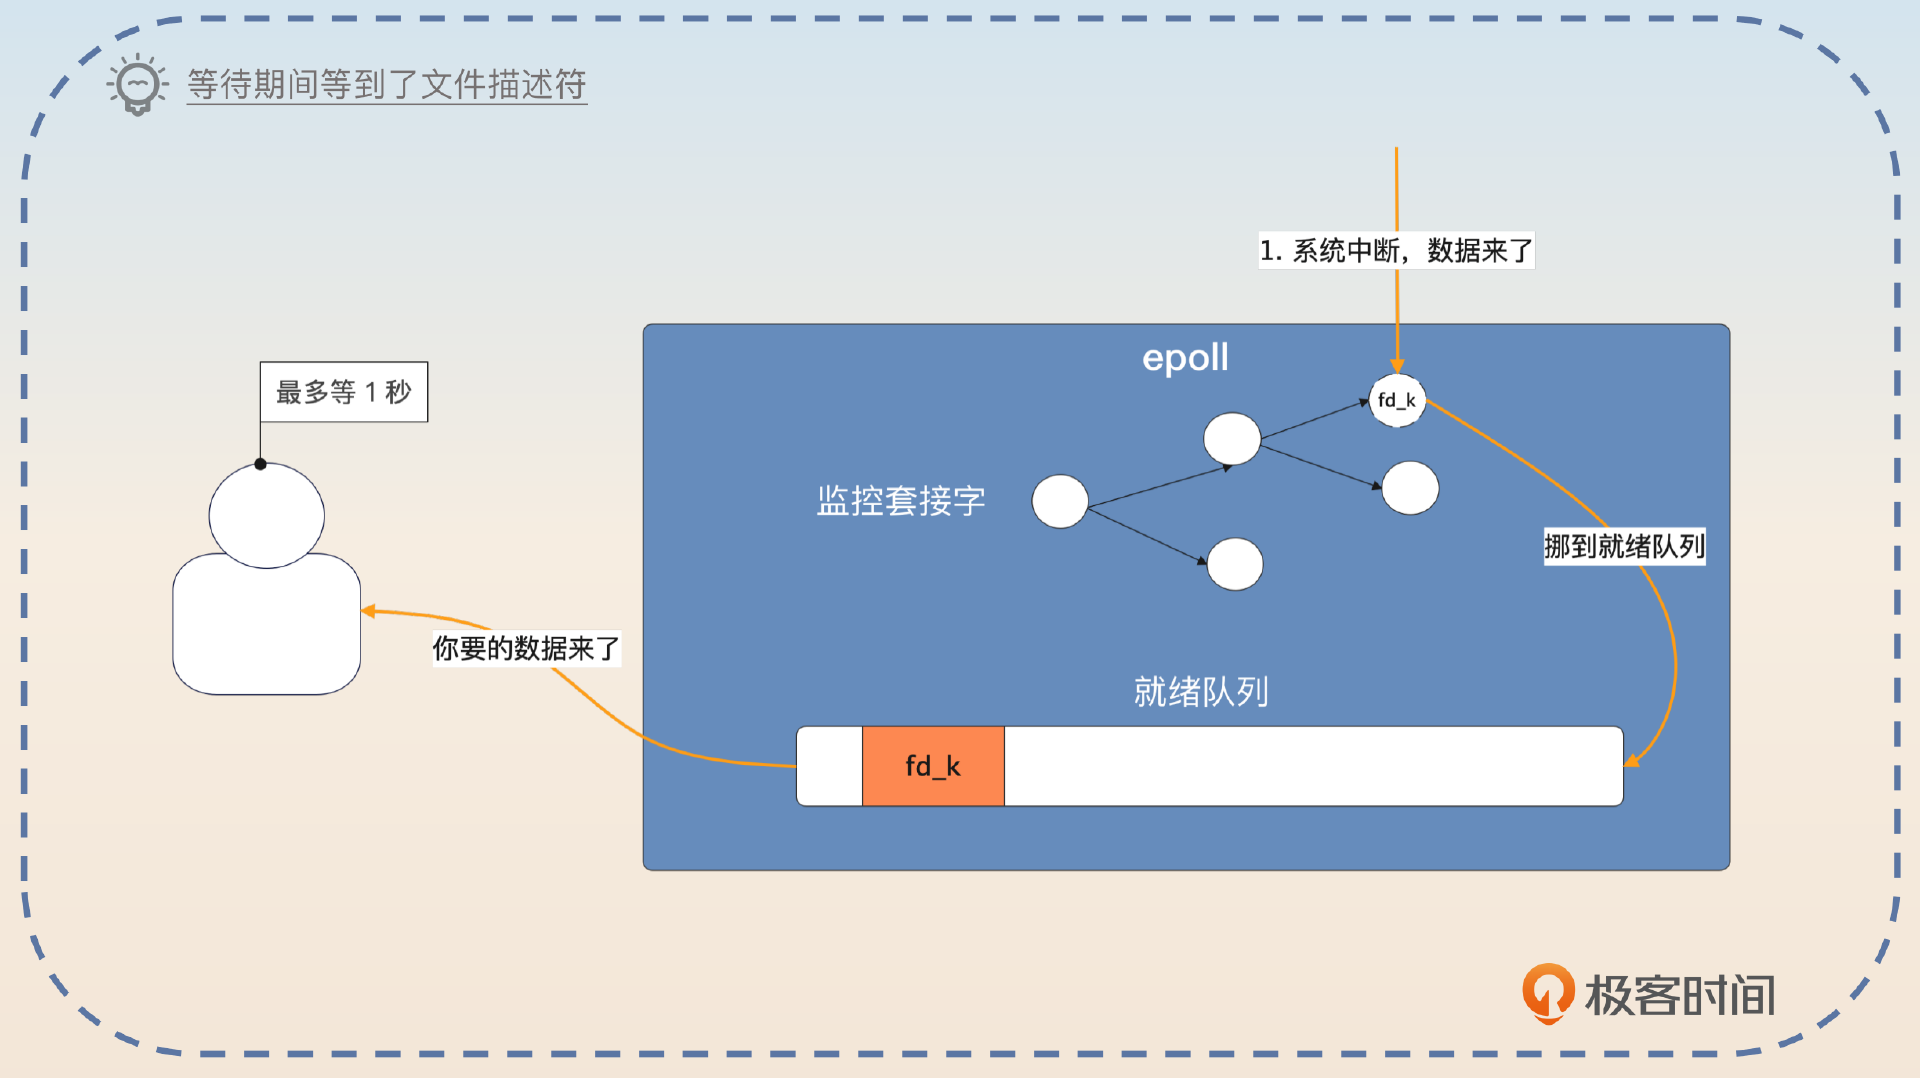 等待期间等到了文件描述符
1. 系统中断，数据来了
epoll
最多等 1 秒
fd_k
监控套接字
挪到就绪队列
你要的数据来了
就绪队列
fd_k
极客时间